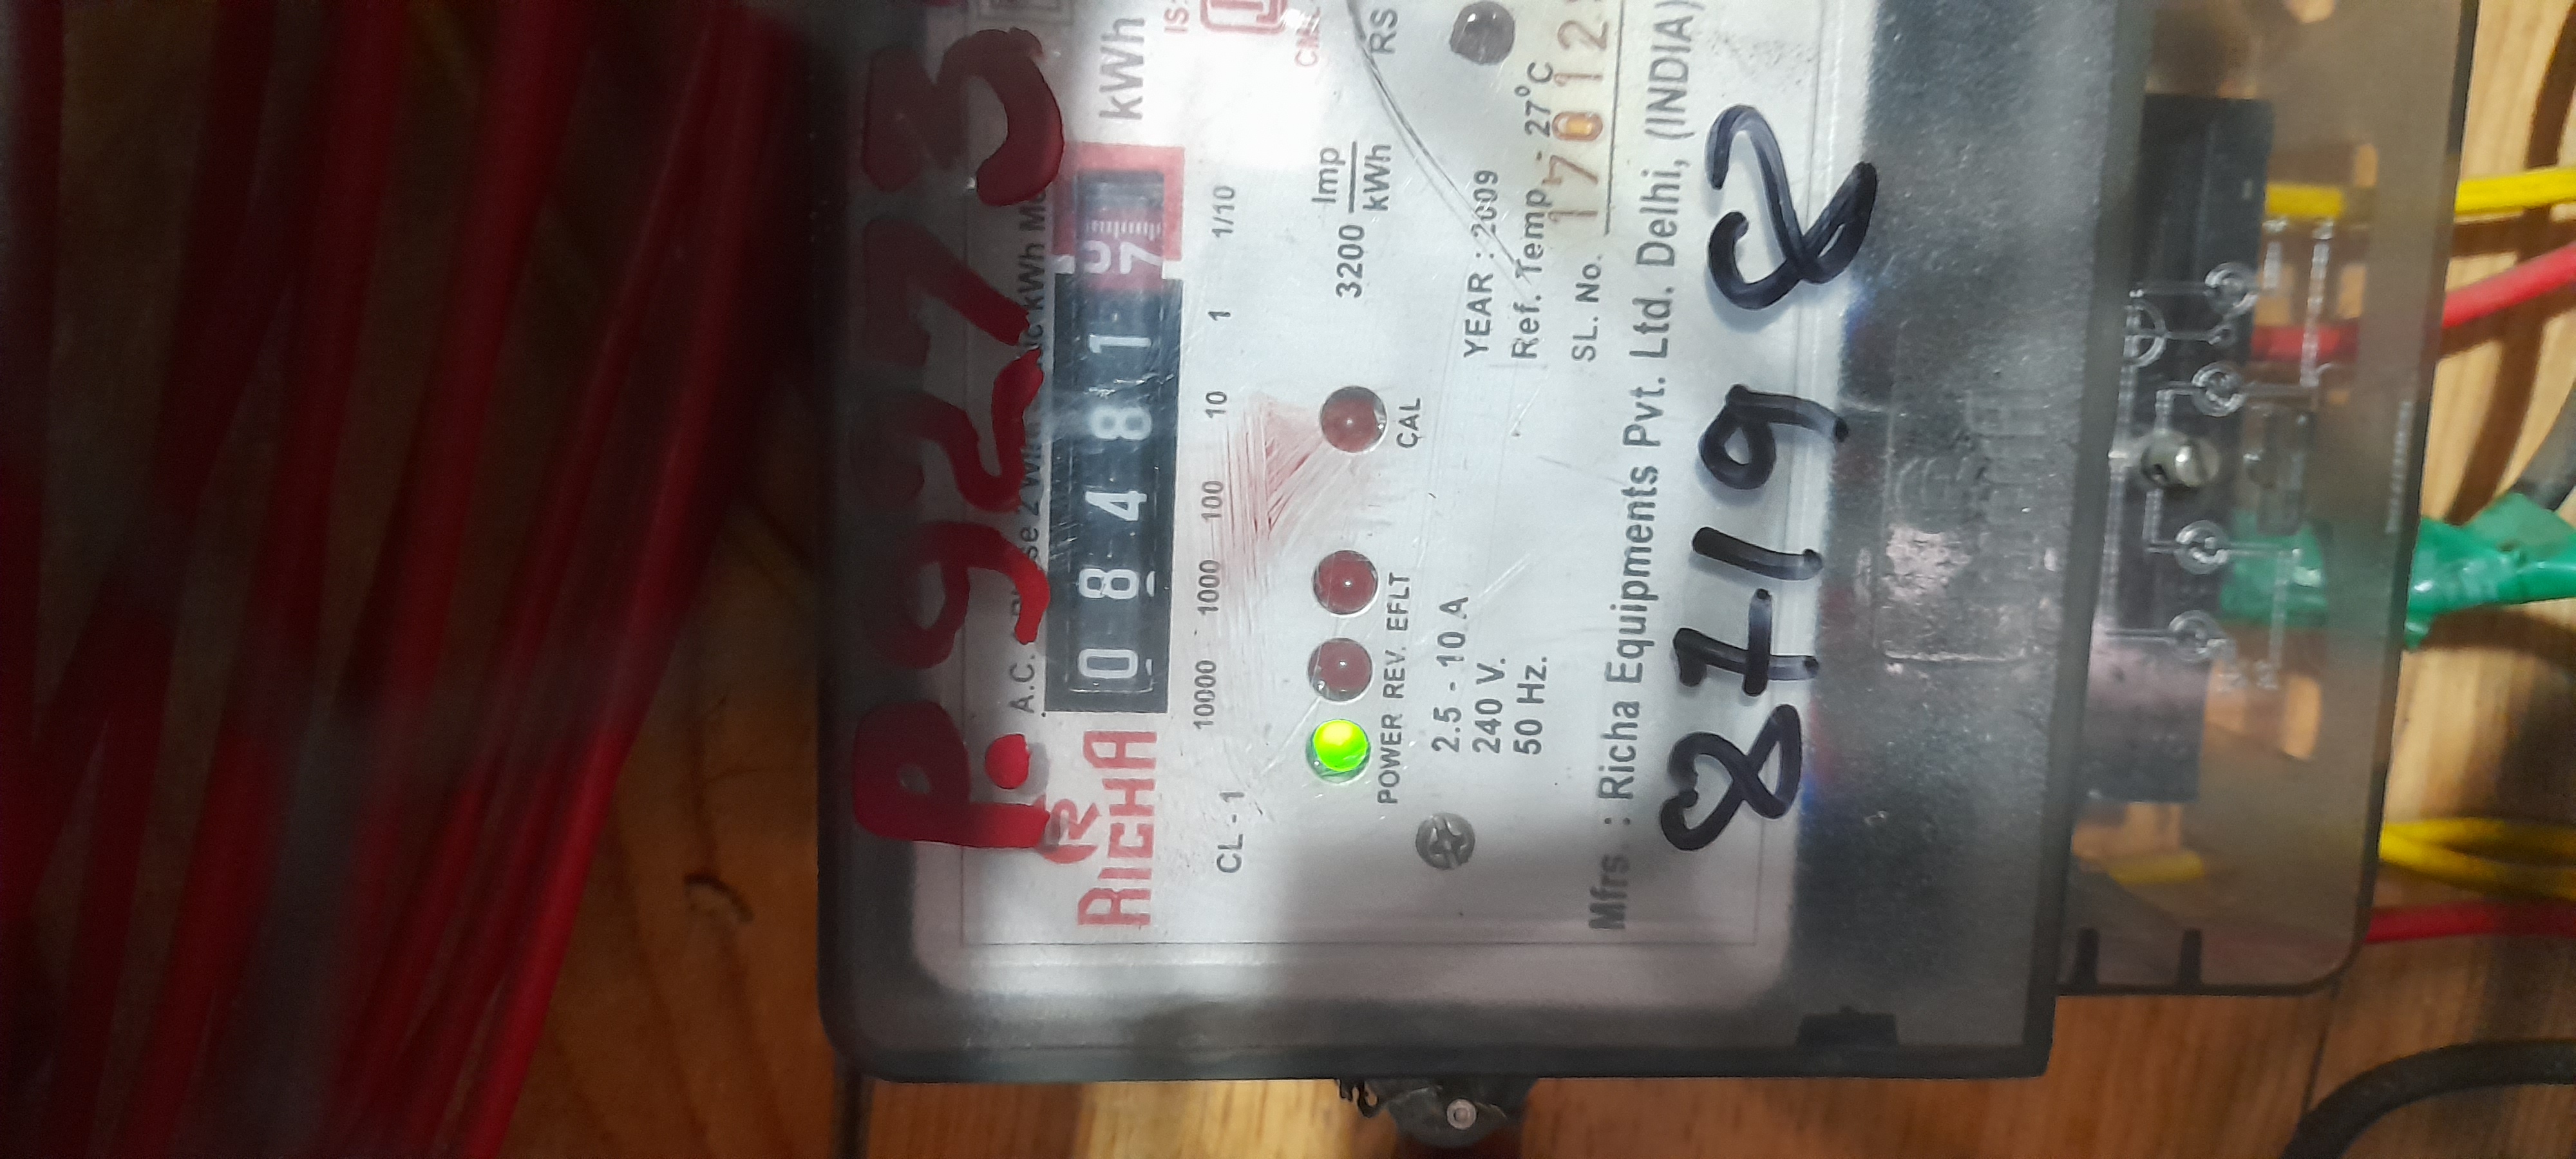 P.9273
A.C.
kWh
RICHA
0 8 4 8 1
7
kWh
10000 1000 100 10 1 1/10
CL - 1
POWER REV. EFLT CAL
3200 Imp
kWh
RS
2.5 - 10 A
240 V.
50 Hz.
YEAR : 2009
Ref. Temp : 27°C
SL. No.
Mfrs. : Richa Equipments Pvt. Ltd. Delhi, (INDIA)
87198